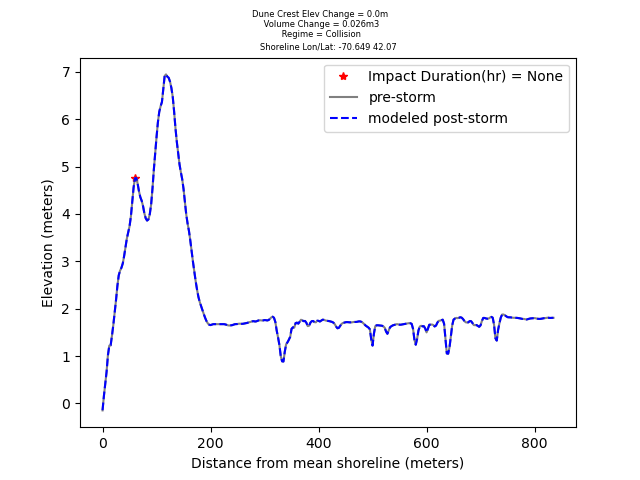 Dune Crest Elev Change = 0.0m
Volume Change = 0.026m3
Regime = Collision
Shoreline Lon/Lat: -70.649 42.07
Impact Duration(hr) = None
pre-storm
modeled post-storm
7
6
5
4
3
2
1
0
Elevation (meters)
0 200 400 600 800
Distance from mean shoreline (meters)